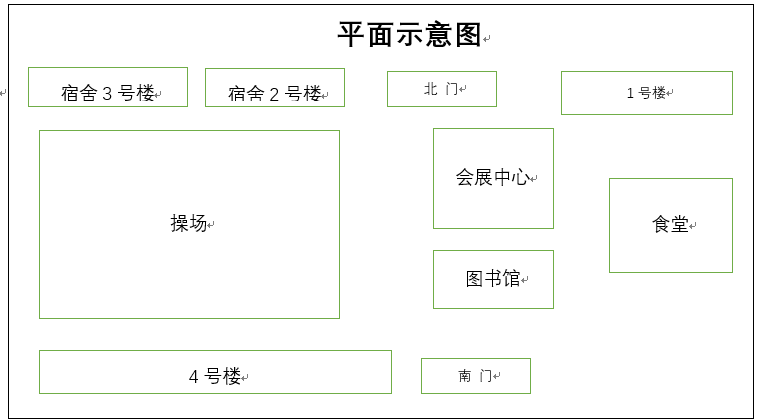 平面示意图
宿舍3号楼
宿舍2号楼
北 门
1号楼
会展中心
操场
食堂
图书馆
4号楼
南 门